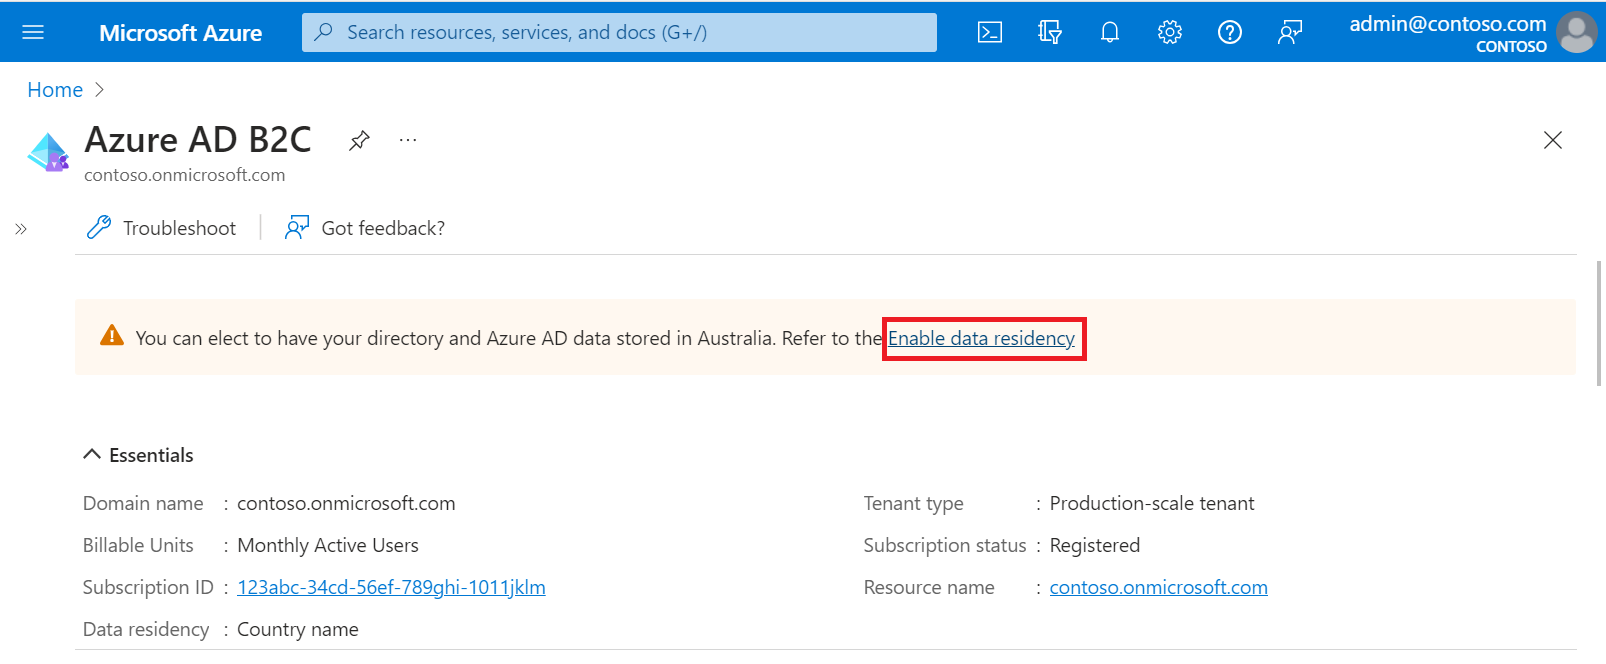 Microsoft Azure
Search resources, services, and docs (G+/)
admin@contoso.com
CONTOSO
Home
Azure AD B2C
contoso.onmicrosoft.com
Troubleshoot
Got feedback?
You can elect to have your directory and Azure AD data stored in Australia. Refer to the Enable data residency
Essentials
Domain name : contoso.onmicrosoft.com
Billable Units : Monthly Active Users
Subscription ID : 123abc-34cd-56ef-789ghi-1011jklm
Data residency : Country name
Tenant type : Production-scale tenant
Subscription status : Registered
Resource name : contoso.onmicrosoft.com